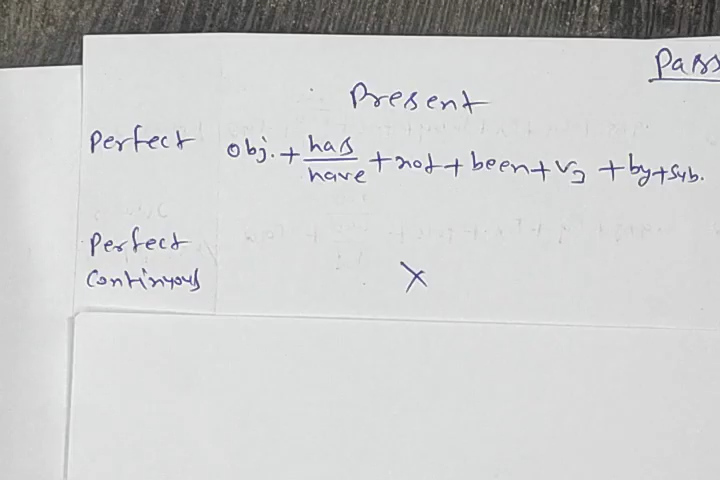 Pass
Present
Perfect Obj. + has/have + not + been + V3 + by + Sub.
Perfect
Continuous X